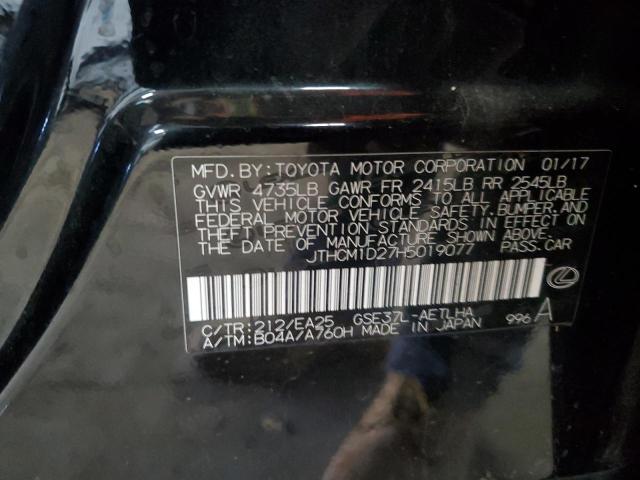 MFD. BY: TOYOTA MOTOR CORPORATION 01/17
GVWR 4735LB GAWR FR 2415LB RR 2545LB
THIS VEHICLE CONFORMS TO ALL APPLICABLE
FEDERAL MOTOR VEHICLE SAFETY, BUMPER, AND
THEFT PREVENTION STANDARDS IN EFFECT ON
THE DATE OF MANUFACTURE SHOWN ABOVE.
JTHCM1D27H5019077 PASS.CAR
C/TR:212/EA25 GSE37L-AETLHA
A/TM:B04A/A760H MADE IN JAPAN 996 A